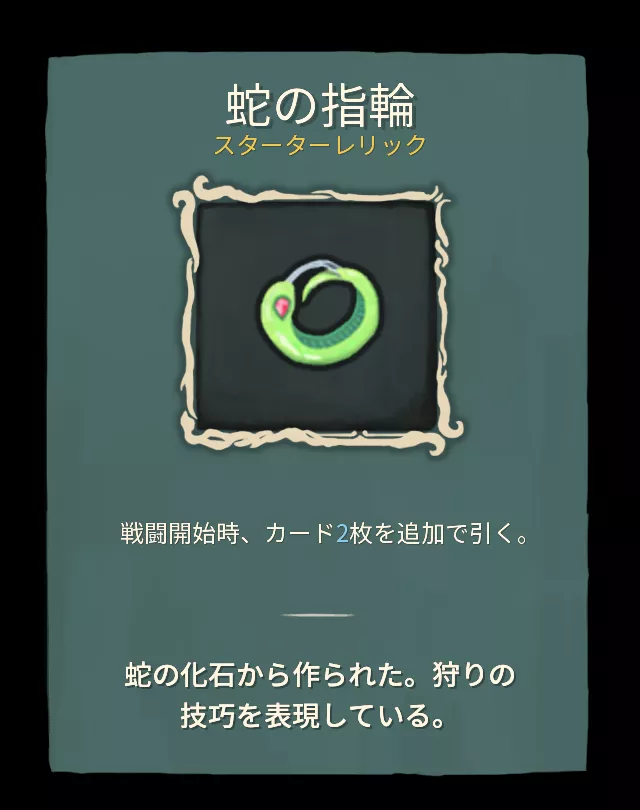 蛇の指輪
スターターレリック
戦闘開始時、カード2枚を追加で引く。
蛇の化石から作られた。狩りの
技巧を表現している。